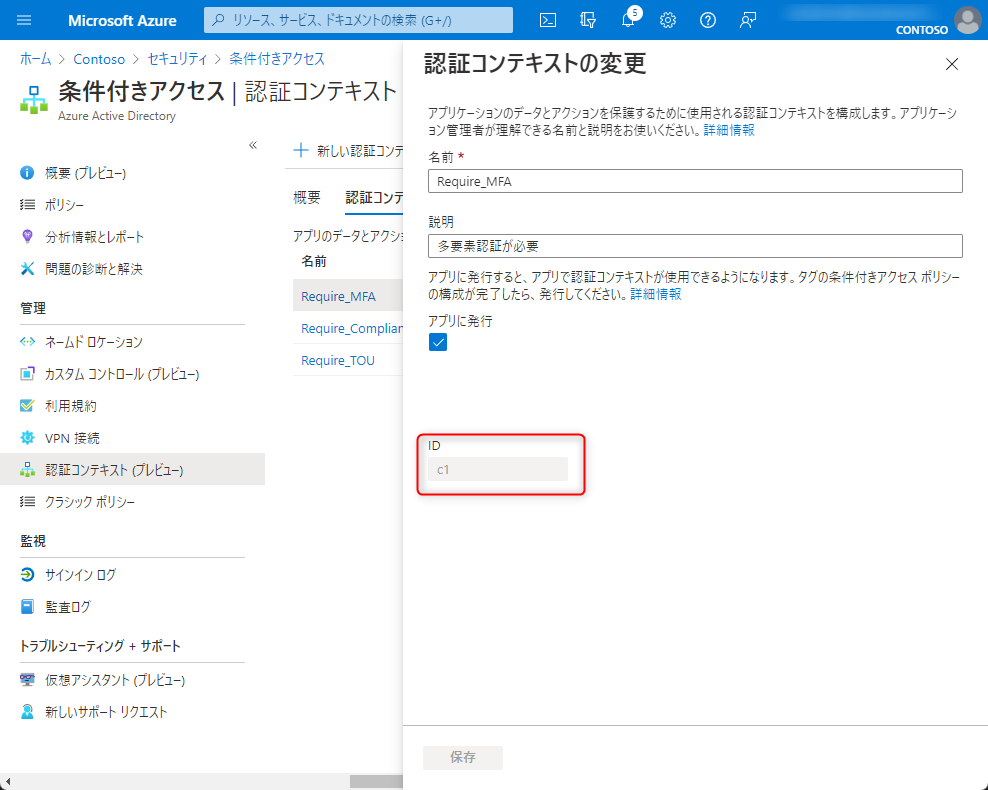 Microsoft Azure
リソース、サービス、ドキュメントの検索 (G+/)
5
CONTOSO
ホーム > Contoso > セキュリティ > 条件付きアクセス
条件付きアクセス | 認証コンテキスト
Azure Active Directory
«
概要 (プレビュー)
ポリシー
分析情報とレポート
問題の診断と解決
管理
ネームド ロケーション
カスタム コントロール (プレビュー)
利用規約
VPN 接続
認証コンテキスト (プレビュー)
クラシック ポリシー
監視
サインイン ログ
監査ログ
トラブルシューティング + サポート
仮想アシスタント (プレビュー)
新しいサポート リクエスト
新しい認証コンテ
概要 認証コンテ
アプリのデータとアクショ
名前
Require_MFA
Require_Complian
Require_TOU
認証コンテキストの変更
アプリケーションのデータとアクションを保護するために使用される認証コンテキストを構成します。アプリケーシ
ョン管理者が理解できる名前と説明をお使いください。詳細情報
名前 *
Require_MFA
説明
多要素認証が必要
アプリに発行すると、アプリで認証コンテキストが使用できるようになります。タグの条件付きアクセス ポリシー
の構成が完了したら、発行してください。詳細情報
アプリに発行
ID
c1
保存